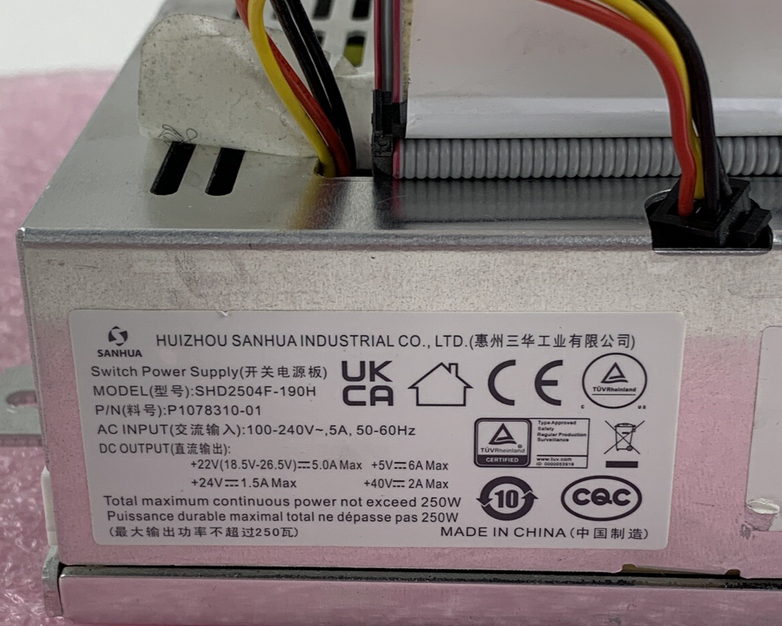 SANHUA
HUIZHOU SANHUA INDUSTRIAL CO., LTD.(惠州三华工业有限公司)
Switch Power Supply(开关电源板)
MODEL(型号):SHD2504F-190H
P/N(料号):P1078310-01
AC INPUT(交流输入):100-240V~,5A, 50-60Hz
DC OUTPUT(直流输出):
+22V(18.5V-26.5V)⎓5.0A Max +5V⎓6A Max
+24V⎓1.5A Max +40V⎓2A Max
Total maximum continuous power not exceed 250W
Puissance durable maximal total ne dépasse pas 250W
(最大输出功率不超过250瓦)
UK
CA
CE
TÜVRheinland
C US
TÜVRheinland
CERTIFIED
Type Approved
Safety
Regular Production
Surveillance
www.tuv.com
10
CQC
MADE IN CHINA (中国制造)